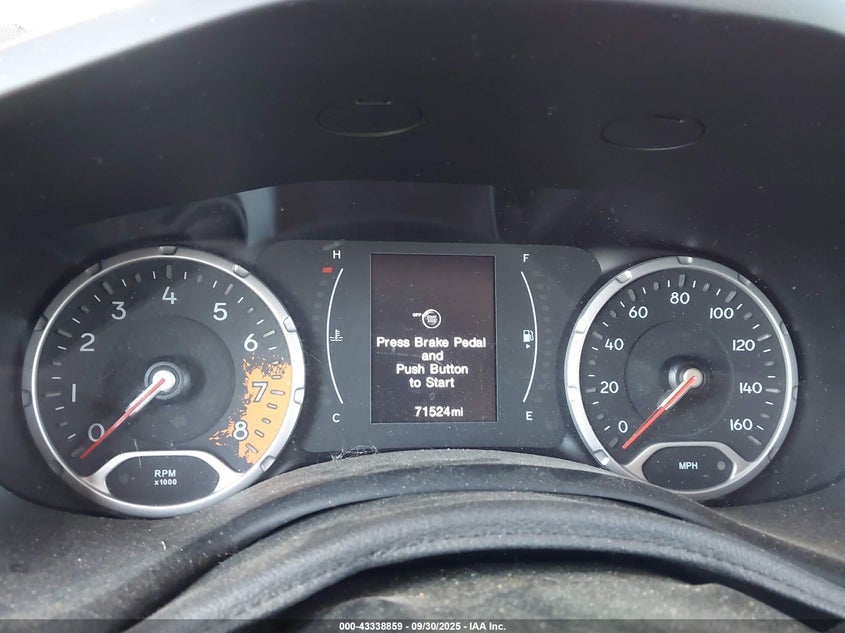 0
1
2
3
4
5
6
7
8
RPM
x1000
H
C
OFF
Press Brake Pedal
and
Push Button
to Start
71524mi
F
E
0
20
40
60
80
100
120
140
160
MPH
000-43338859 - 09/30/2025 - IAA Inc.